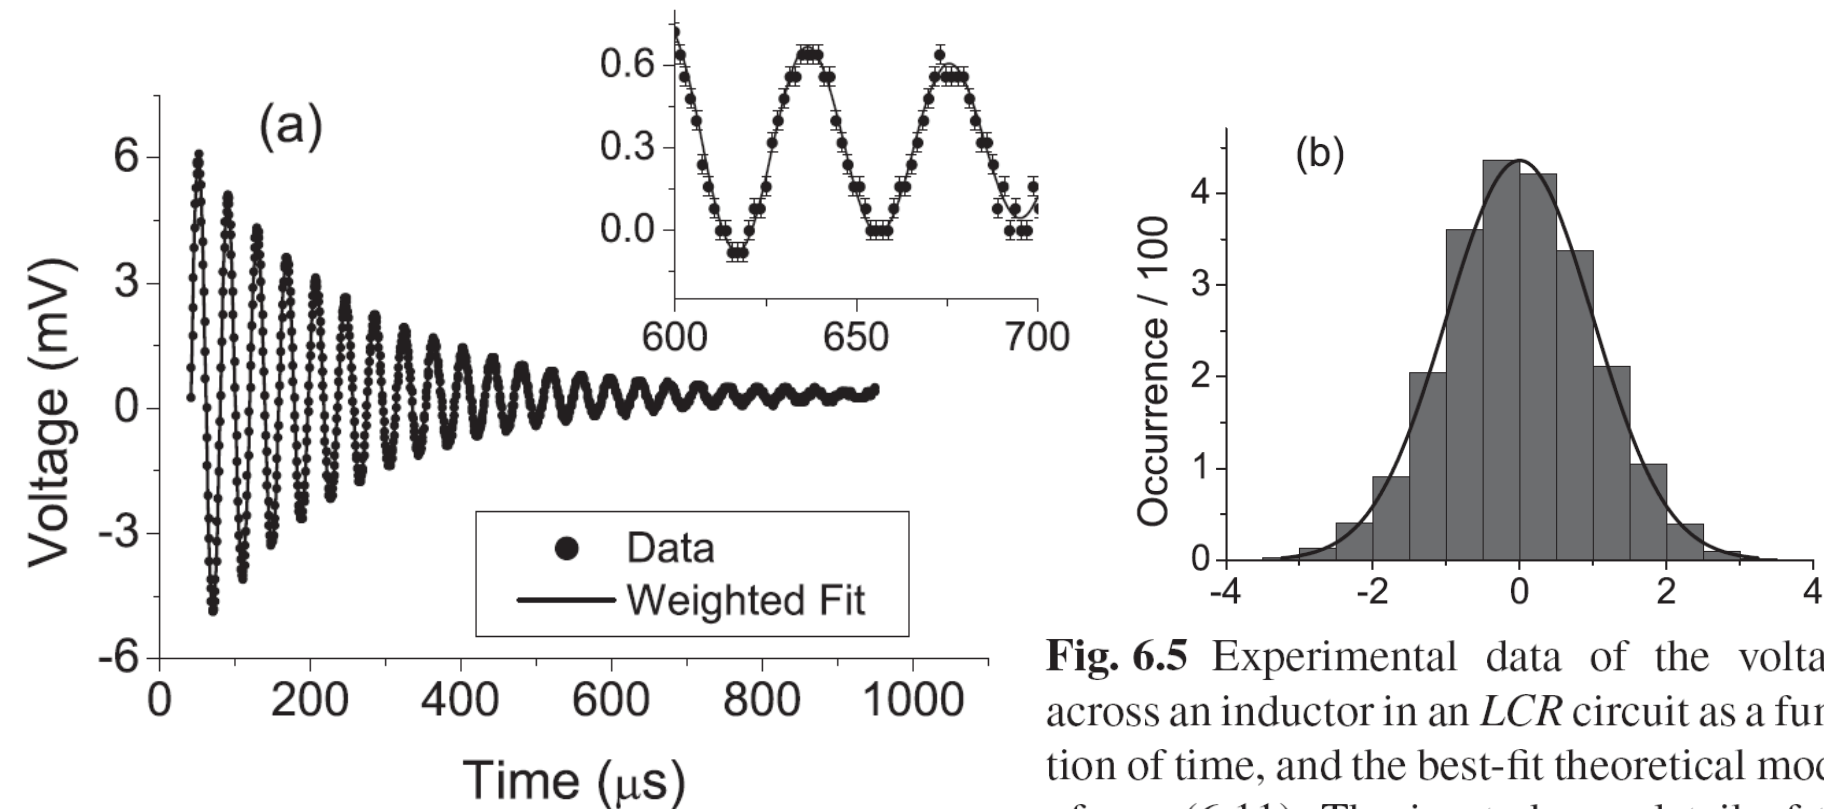 (a)
Voltage (mV)
6
3
0
-3
-6
0 200 400 600 800 1000
Time (μs)
Data
Weighted Fit
0.6
0.3
0.0
600 650 700
(b)
Occurrence / 100
4
3
2
1
0
-4 -2 0 2 4
Fig. 6.5 Experimental data of the volta
across an inductor in an LCR circuit as a fun
tion of time, and the best-fit theoretical mod